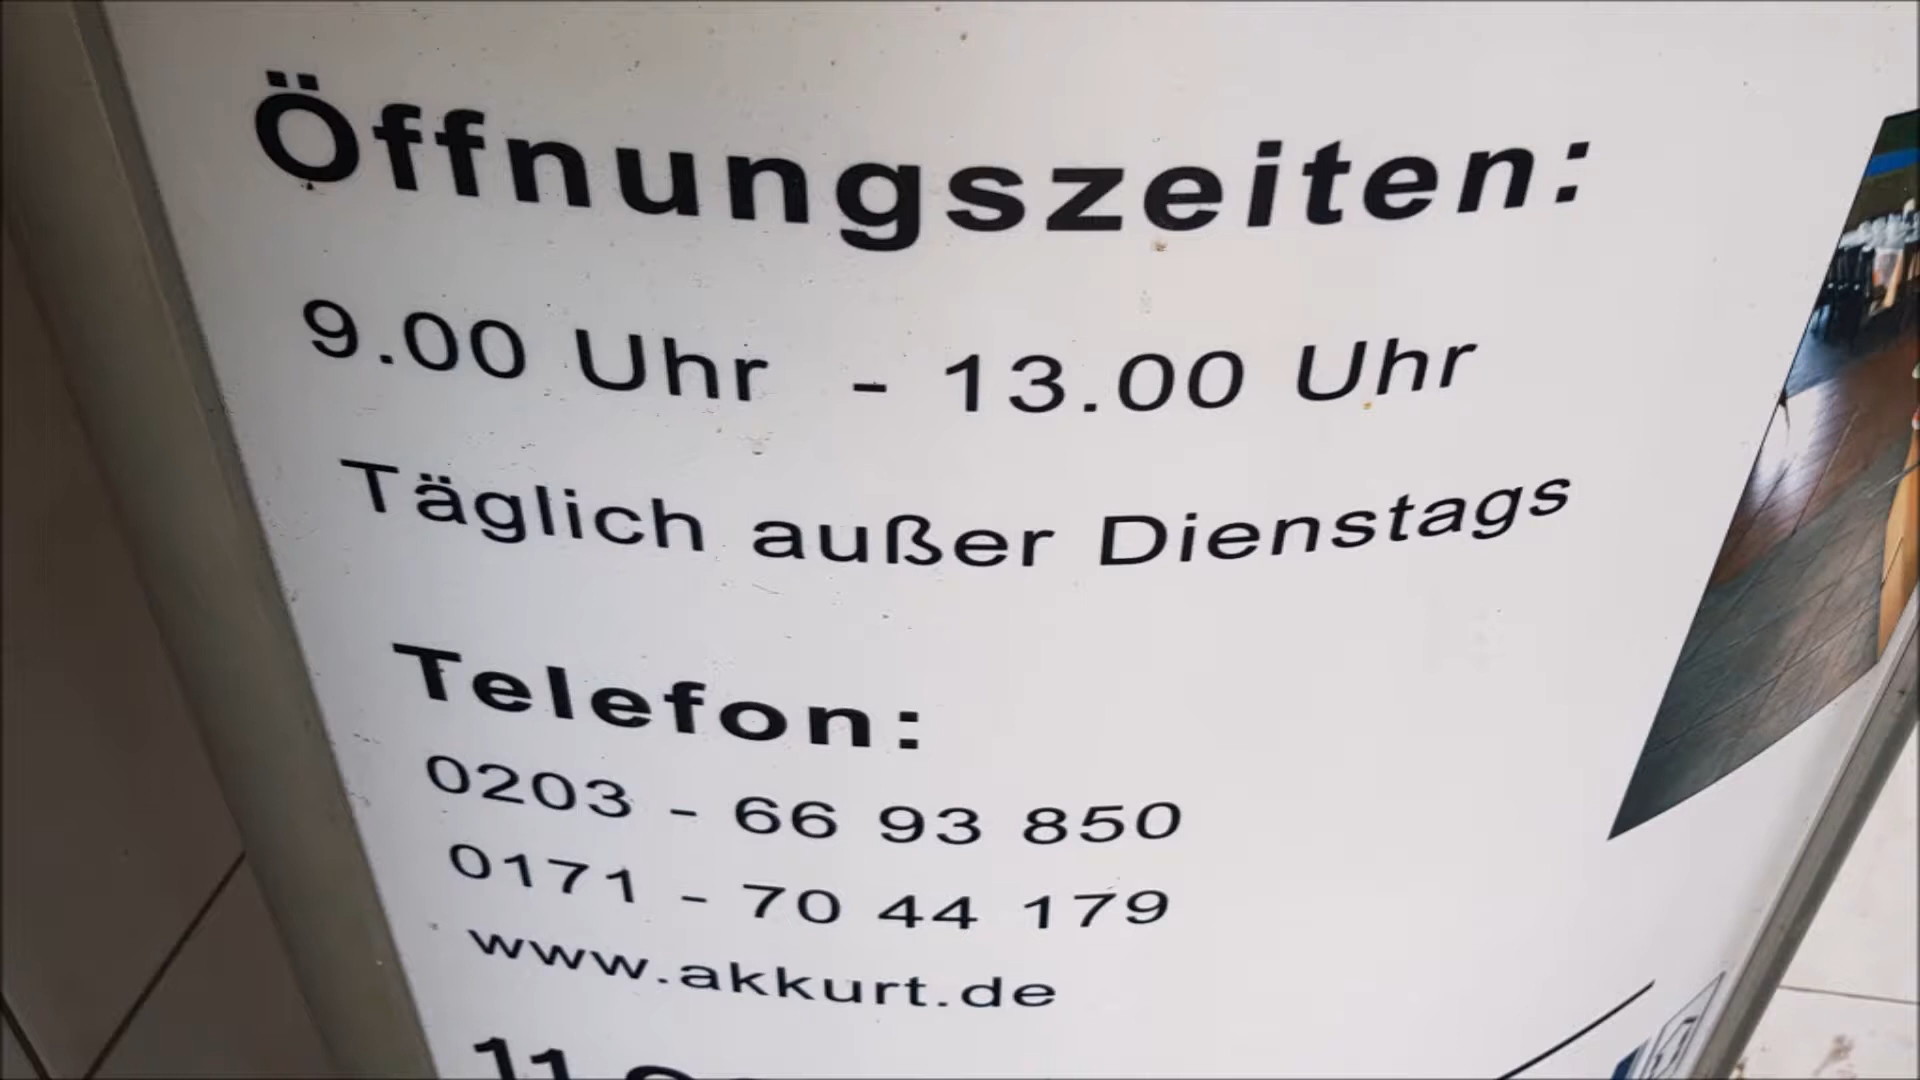 Öffnungszeiten:
9.00 Uhr - 13.00 Uhr
Täglich außer Dienstags
Telefon:
0203 - 66 93 850
0171 - 70 44 179
www.akkurt.de